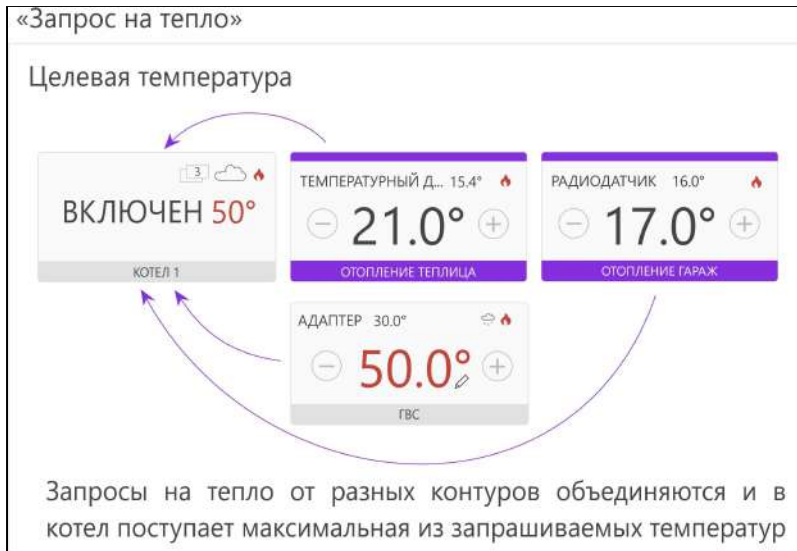 «Запрос на тепло»
Целевая температура
3
ВКЛЮЧЕН 50°
КОТЕЛ 1
ТЕМПЕРАТУРНЫЙ Д... 15.4°
− 21.0° +
ОТОПЛЕНИЕ ТЕПЛИЦА
РАДИОДАТЧИК 16.0°
− 17.0° +
ОТОПЛЕНИЕ ГАРАЖ
АДАПТЕР 30.0°
− 50.0° +
ГВС
Запросы на тепло от разных контуров объединяются и в
котел поступает максимальная из запрашиваемых температур